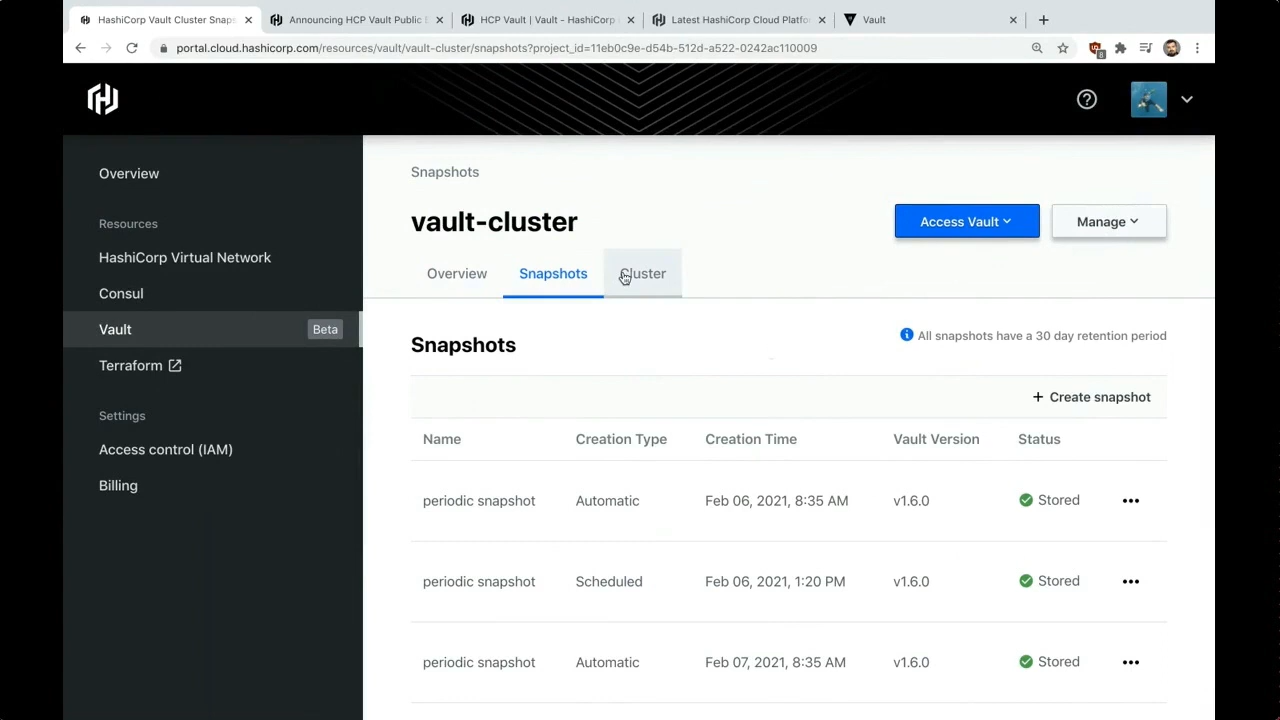 HashiCorp Vault Cluster Snaps
Announcing HCP Vault Public
HCP Vault | Vault - HashiCorp
Latest HashiCorp Cloud Platfo
Vault
portal.cloud.hashicorp.com/resources/vault/vault-cluster/snapshots?project_id=11eb0c9e-d54b-512d-a522-0242ac110009
8
Overview
Resources
HashiCorp Virtual Network
Consul
Vault
Beta
Terraform
Settings
Access control (IAM)
Billing
Snapshots
vault-cluster
Access Vault
Manage
Overview
Snapshots
Cluster
Snapshots
All snapshots have a 30 day retention period
+ Create snapshot
Name Creation Type Creation Time Vault Version Status
periodic snapshot Automatic Feb 06, 2021, 8:35 AM v1.6.0 Stored
periodic snapshot Scheduled Feb 06, 2021, 1:20 PM v1.6.0 Stored
periodic snapshot Automatic Feb 07, 2021, 8:35 AM v1.6.0 Stored